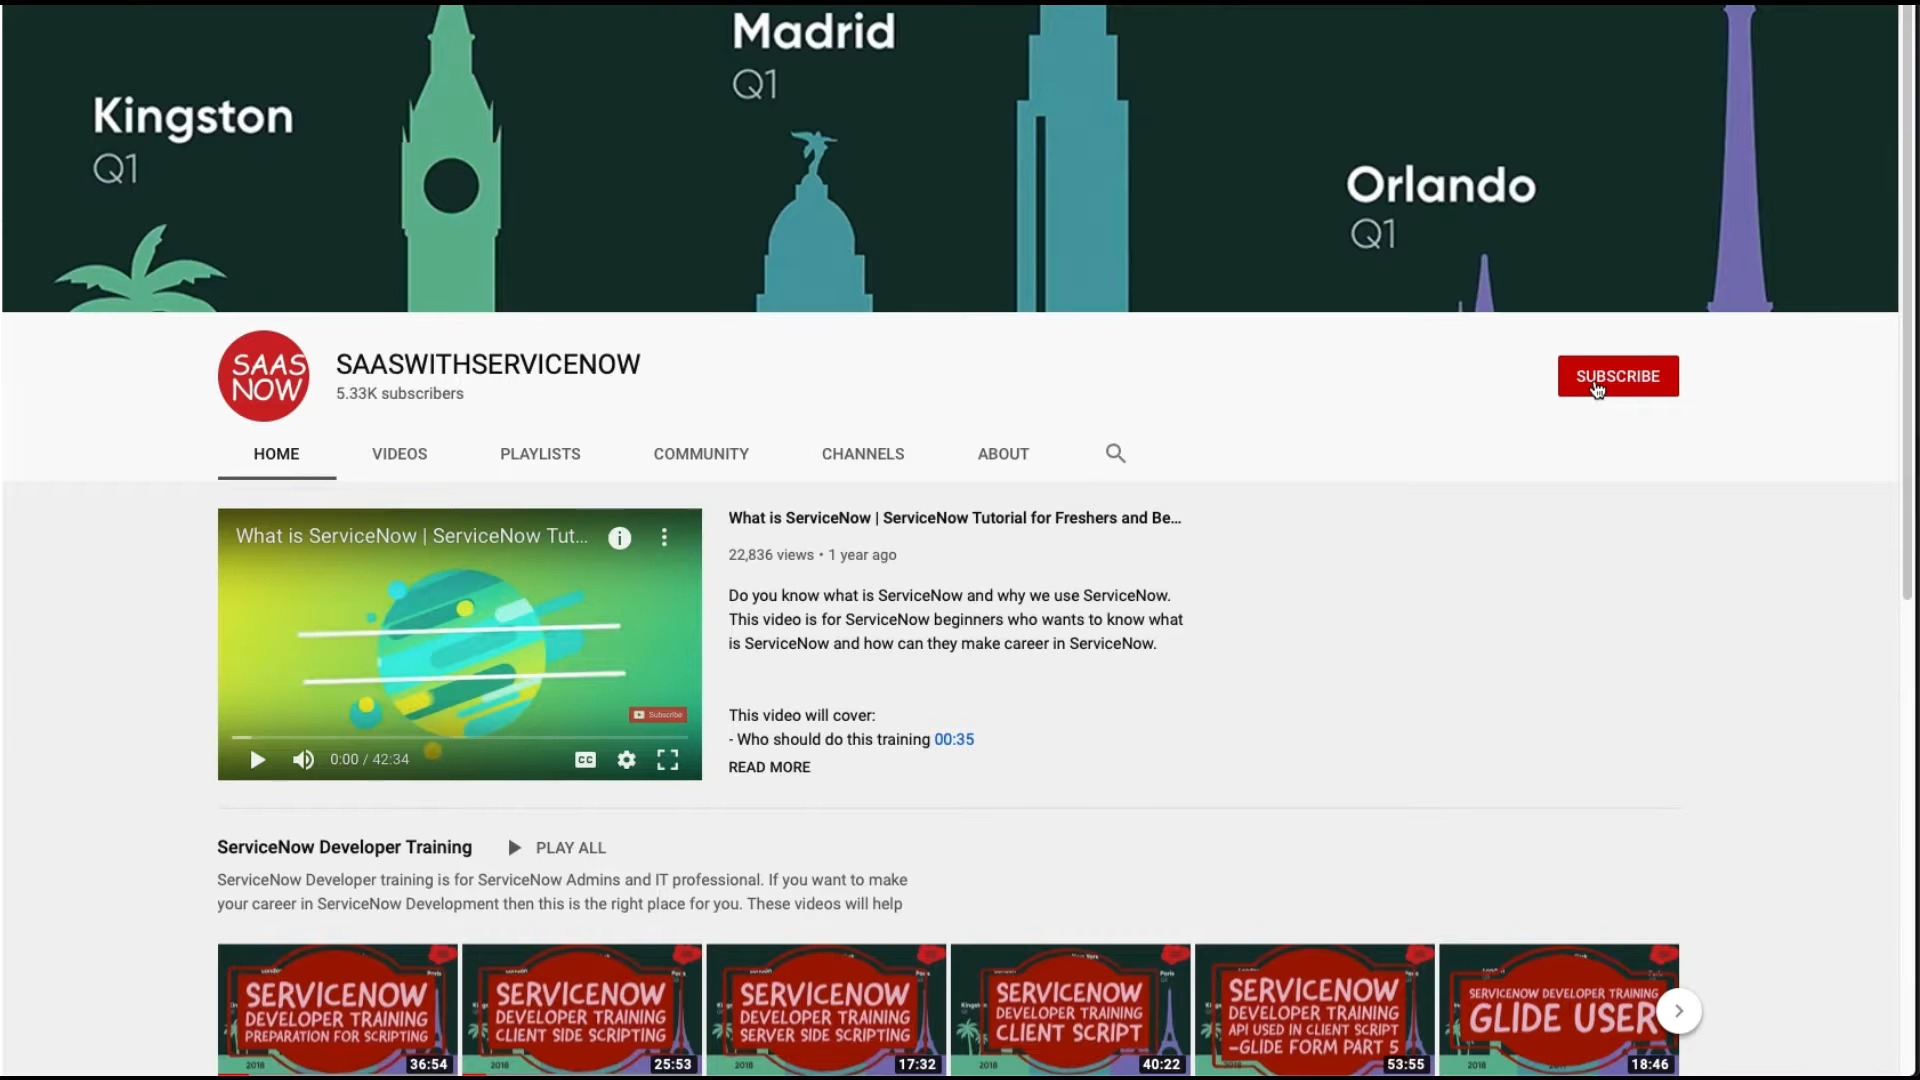 Madrid
Q1
Kingston
Q1
Orlando
Q1
SAAS
NOW
SAASWITHSERVICENOW
5.33K subscribers
SUBSCRIBE
HOME VIDEOS PLAYLISTS COMMUNITY CHANNELS ABOUT
What is ServiceNow | ServiceNow Tut...
Subscribe
0:00 / 42:34
CC
What is ServiceNow | ServiceNow Tutorial for Freshers and Be...
22,836 views • 1 year ago
Do you know what is ServiceNow and why we use ServiceNow.
This video is for ServiceNow beginners who wants to know what
is ServiceNow and how can they make career in ServiceNow.
This video will cover:
- Who should do this training 00:35
READ MORE
ServiceNow Developer Training PLAY ALL
ServiceNow Developer training is for ServiceNow Admins and IT professional. If you want to make
your career in ServiceNow Development then this is the right place for you. These videos will help
SERVICENOW
DEVELOPER TRAINING
PREPARATION FOR SCRIPTING
2018
36:54
SERVICENOW
DEVELOPER TRAINING
CLIENT SIDE SCRIPTING
2018
25:53
SERVICENOW
DEVELOPER TRAINING
SERVER SIDE SCRIPTING
2018
17:32
SERVICENOW
DEVELOPER TRAINING
CLIENT SCRIPT
2018
40:22
SERVICENOW
DEVELOPER TRAINING
API USED IN CLIENT SCRIPT
-GLIDE FORM PART 5
2018
53:55
SERVICENOW DEVELOPER TRAINING
GLIDE USER
2018
18:46